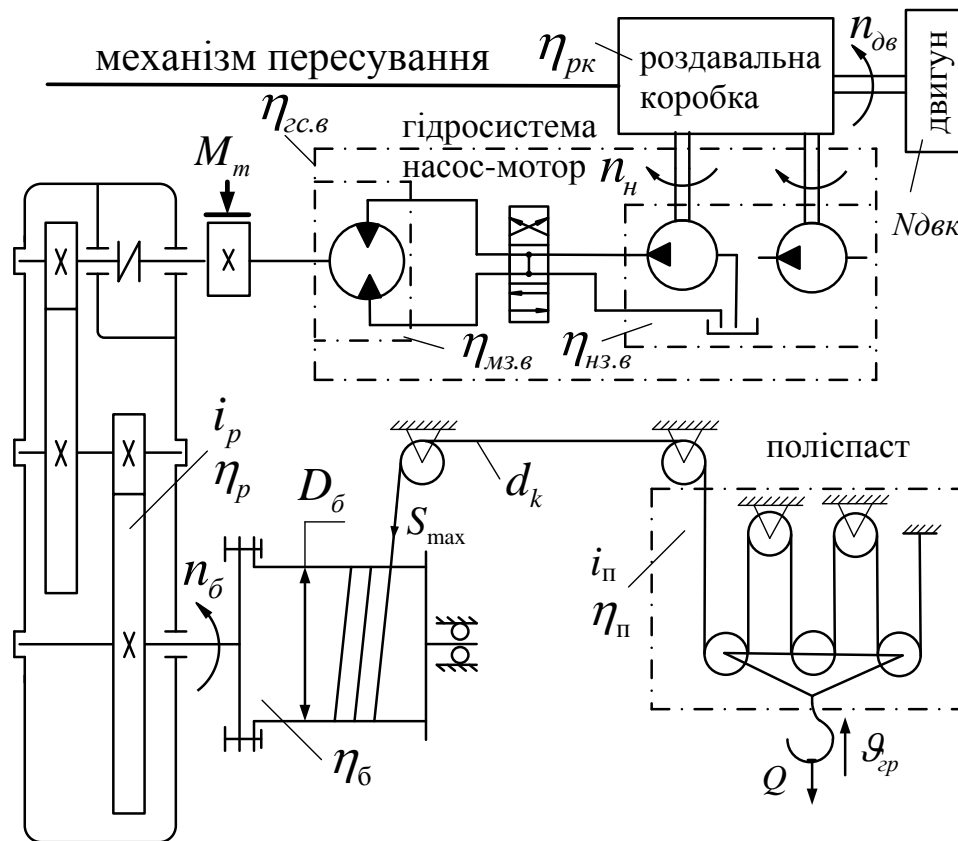 механізм пересування
η_рк
роздавальна
коробка
n_дв
двигун
η_гс.в
гідросистема
насос-мотор
n_н
M_т
Nдвк
η_мз.в
η_нз.в
i_р
η_р
D_б
S_max
d_k
поліспаст
i_п
η_п
n_б
η_б
Q
ϑ_гр